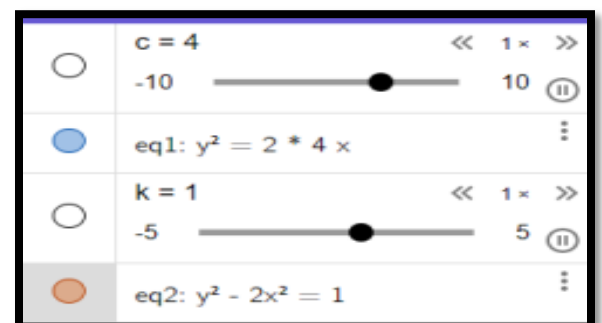 c = 4 « 1 × »
-10 10
eq1: y² = 2 * 4 x
k = 1 « 1 × »
-5 5
eq2: y² - 2x² = 1